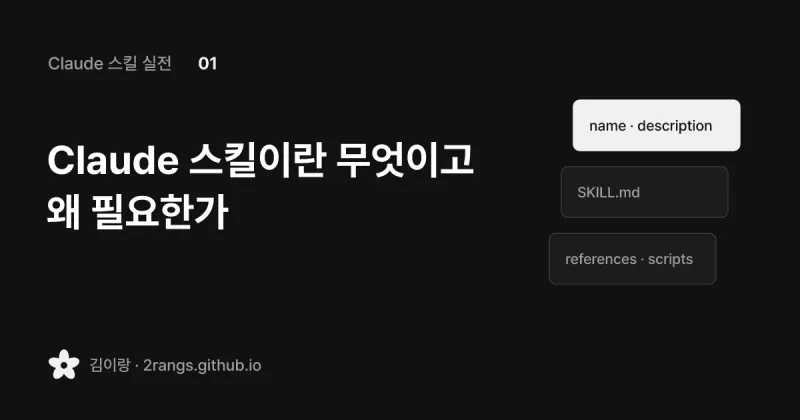 Claude 스킬 실전 01
Claude 스킬이란 무엇이고
왜 필요한가
name · description
SKILL.md
references · scripts
김이랑 · 2rangs.github.io